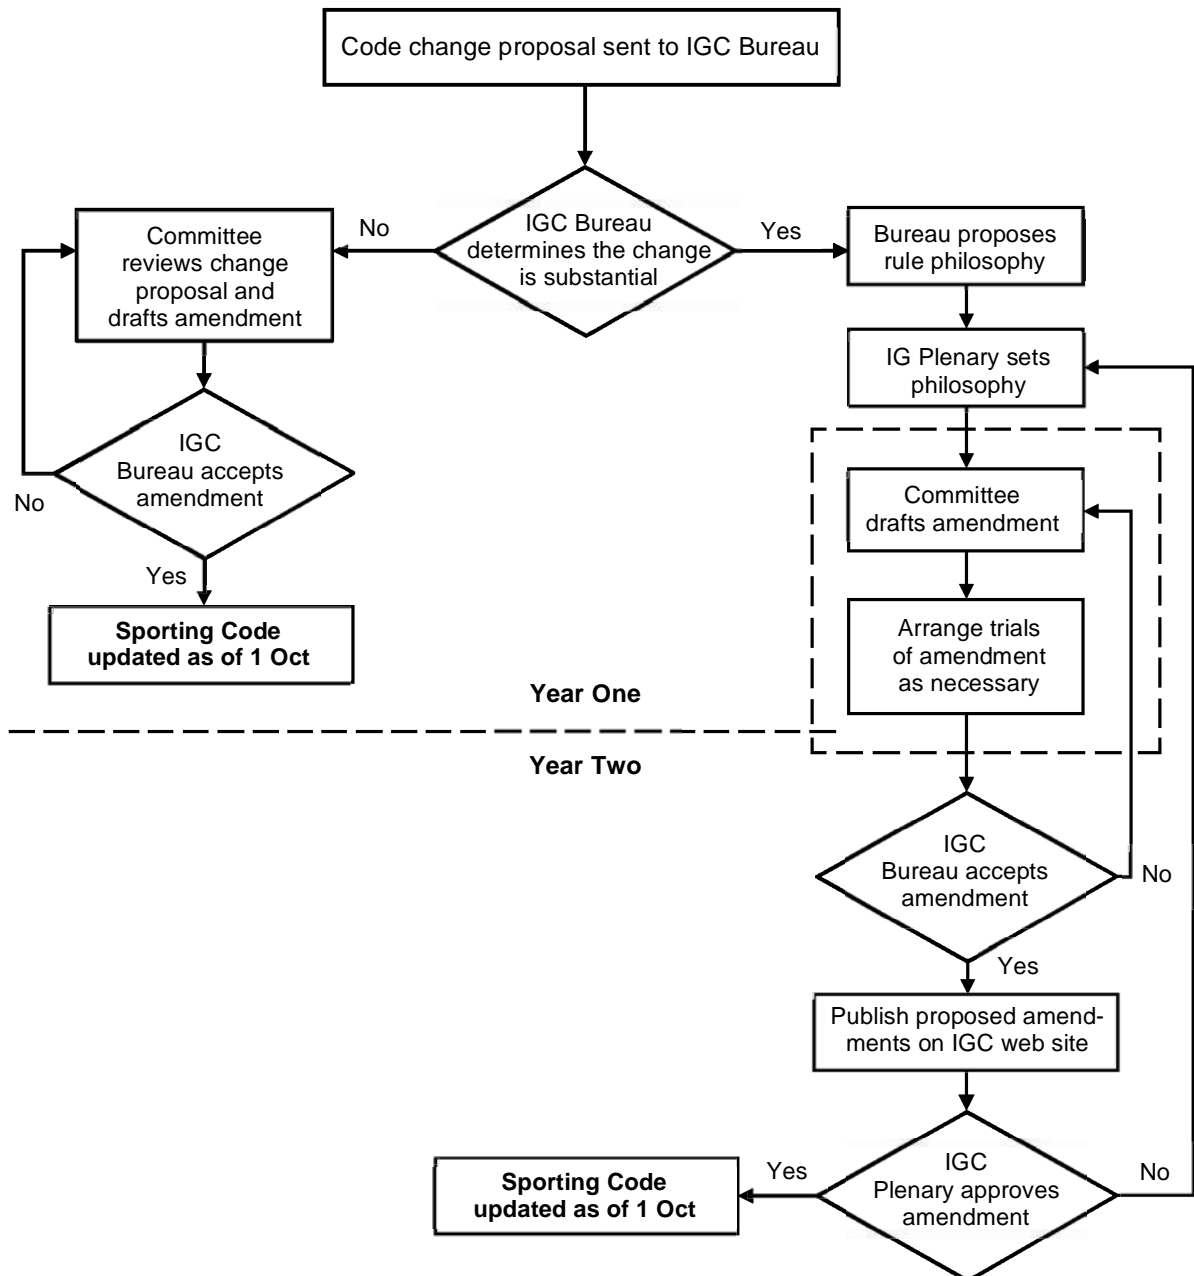 Code change proposal sent to IGC Bureau
IGC Bureau
determines the change
is substantial
No
Yes
Committee
reviews change
proposal and
drafts amendment
Bureau proposes
rule philosophy
IG Plenary sets
philosophy
IGC
Bureau accepts
amendment
No
Yes
Committee
drafts amendment
Sporting Code
updated as of 1 Oct
Arrange trials
of amendment
as necessary
Year One
Year Two
IGC
Bureau accepts
amendment
No
Yes
Publish proposed amend-
ments on IGC web site
IGC
Plenary approves
amendment
Yes
No
Sporting Code
updated as of 1 Oct